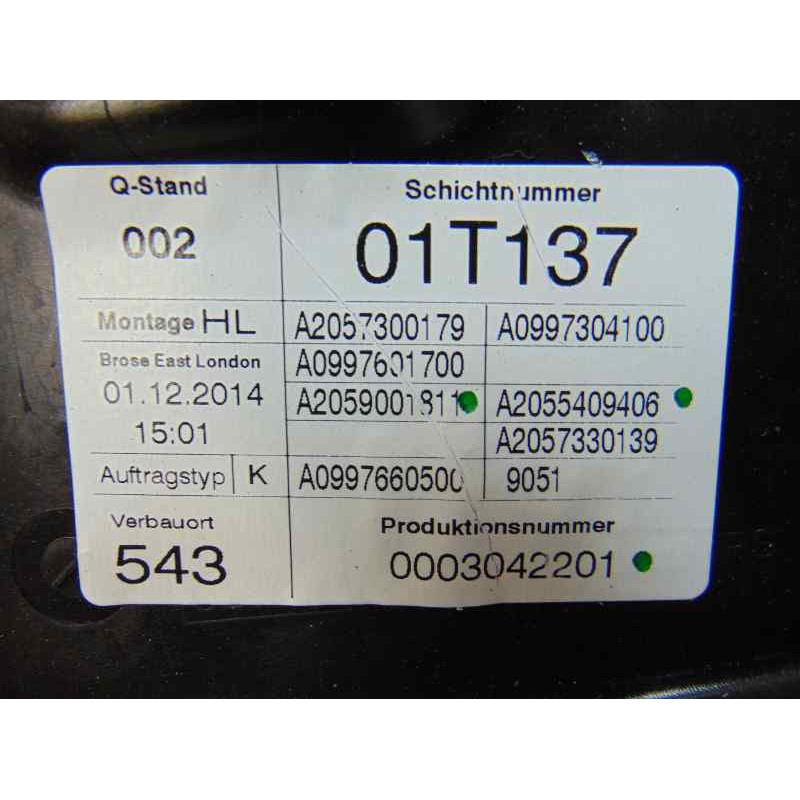 Q-Stand
002
Schichtnummer
01T137
Montage HL
A2057300179 A0997304100
Brose East London
A0997601700
01.12.2014
A2059001811 A2055409406
15:01
A2057330139
Auftragstyp K
A0997660500 9051
Verbauort
543
Produktionsnummer
0003042201